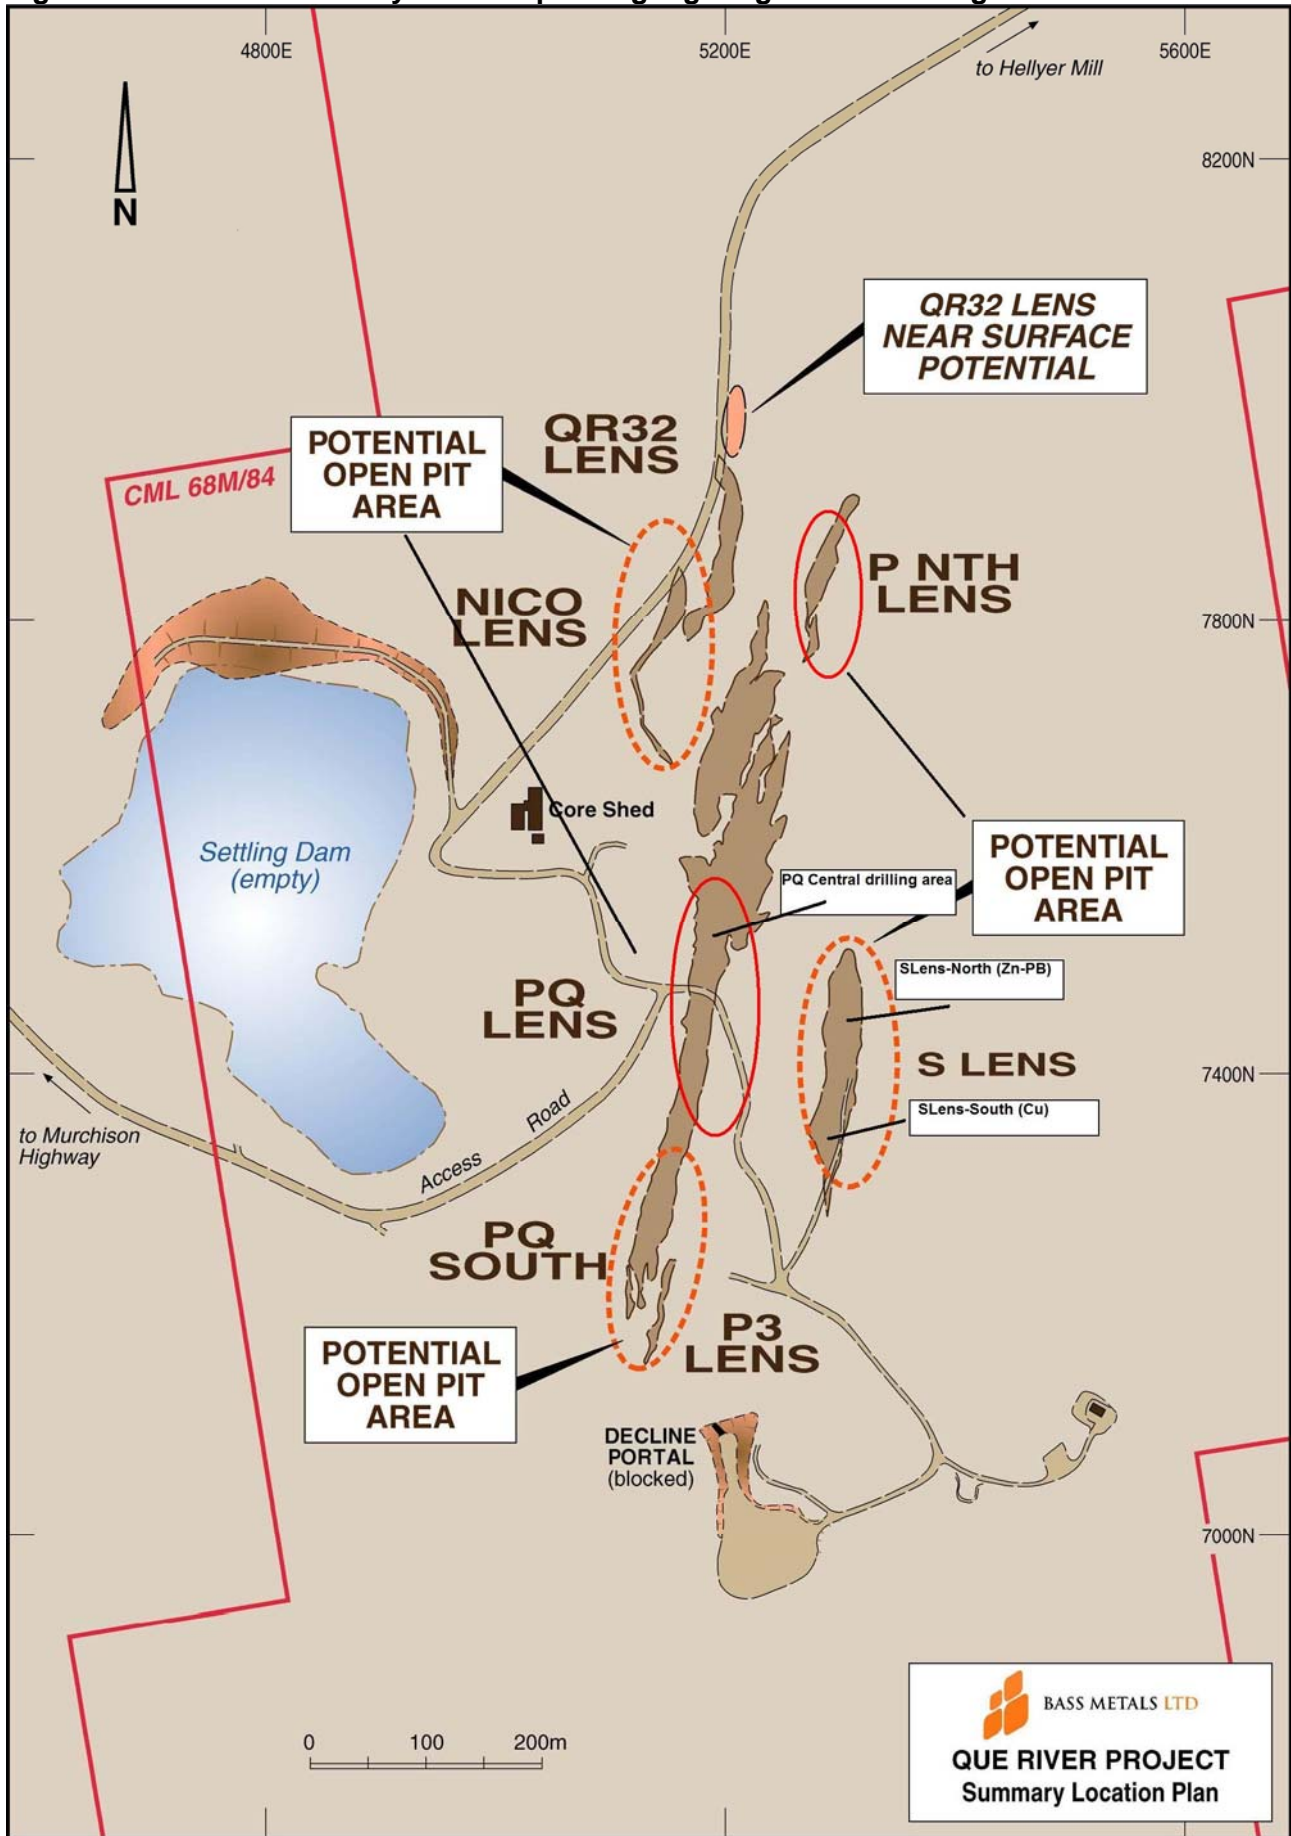 4800E
5200E
5600E
to Hellyer Mill
8200N
N
QR32 LENS
NEAR SURFACE
POTENTIAL
QR32
LENS
POTENTIAL
OPEN PIT
AREA
CML 68M/84
P NTH
LENS
NICO
LENS
7800N
Core Shed
Settling Dam
(empty)
POTENTIAL
OPEN PIT
AREA
PQ Central drilling area
SLens-North (Zn-PB)
PQ
LENS
S LENS
7400N
SLens-South (Cu)
to Murchison
Highway
Access Road
PQ
SOUTH
P3
LENS
POTENTIAL
OPEN PIT
AREA
DECLINE
PORTAL
(blocked)
7000N
0 100 200m
BASS METALS LTD
QUE RIVER PROJECT
Summary Location Plan